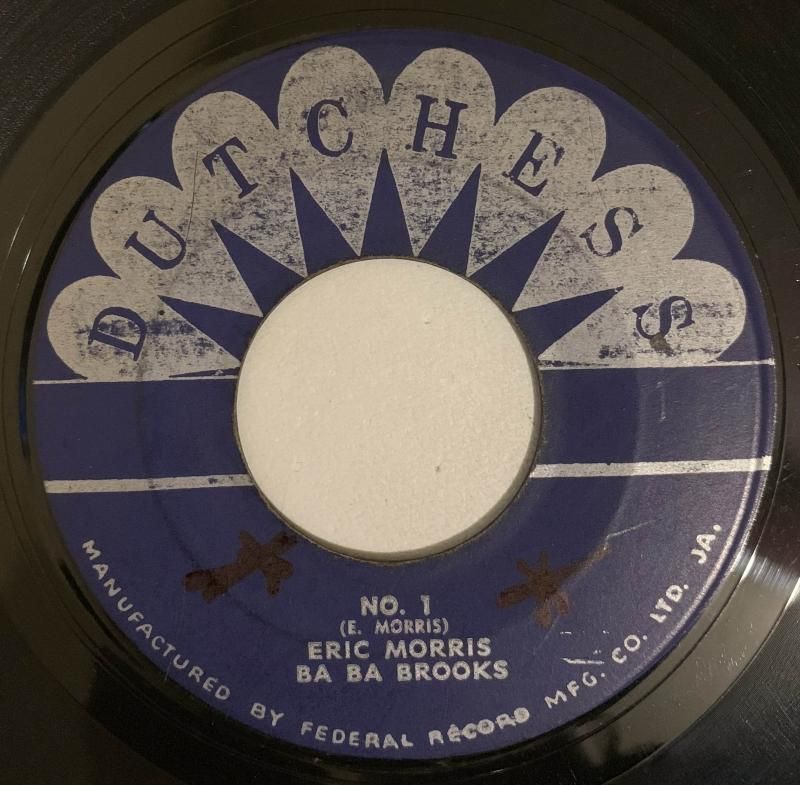 DUTCHESS
NO. 1
(E. MORRIS)
ERIC MORRIS
BA BA BROOKS
MANUFACTURED BY FEDERAL RECORD MFG. CO. LTD. JA.